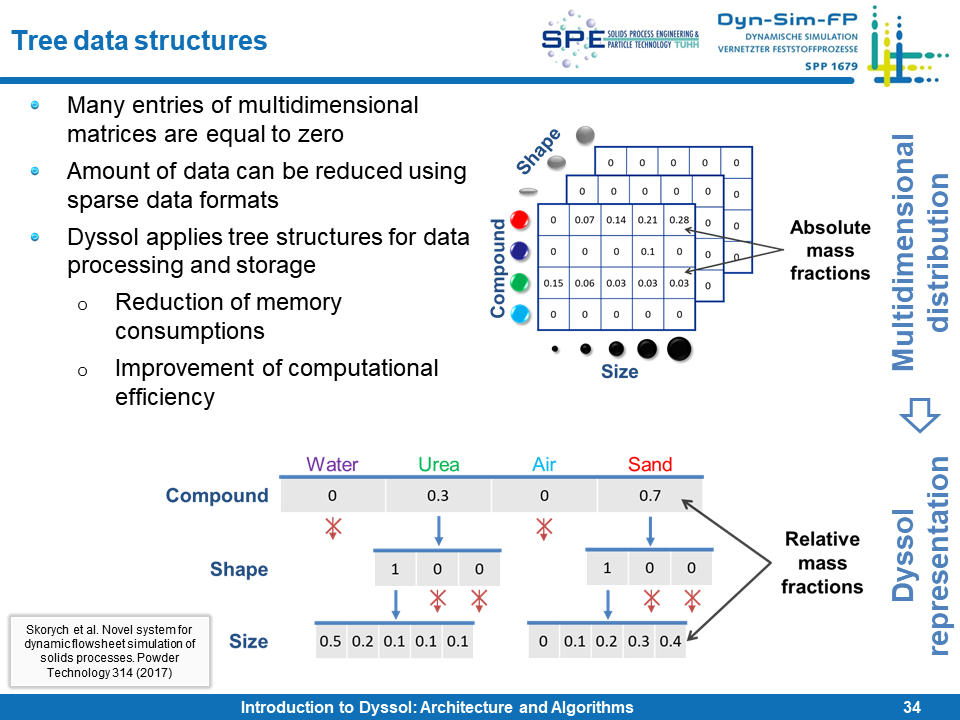 Tree data structures
SPE SOLIDS PROCESS ENGINEERING &
PARTICLE TECHNOLOGY TUHH
Dyn-Sim-FP
DYNAMISCHE SIMULATION
VERNETZTER FESTSTOFFPROZESSE
SPP 1679
Many entries of multidimensional
matrices are equal to zero
Amount of data can be reduced using
sparse data formats
Dyssol applies tree structures for data
processing and storage
o Reduction of memory
consumptions
o Improvement of computational
efficiency
Shape
Compound
Size
0 0 0 0 0
0
0
0
0 0 0 0 0
0
0
0
0 0.07 0.14 0.21 0.28
0 0 0 0.1 0
0.15 0.06 0.03 0.03 0.03
0 0 0 0 0
Absolute
mass
fractions
Multidimensional
distribution
Dyssol
representation
Water Urea Air Sand
Compound 0 0.3 0 0.7
Shape 1 0 0 1 0 0
Size 0.5 0.2 0.1 0.1 0.1 0 0.1 0.2 0.3 0.4
Relative
mass
fractions
Skorych et al. Novel system for
dynamic flowsheet simulation of
solids processes. Powder
Technology 314 (2017)
Introduction to Dyssol: Architecture and Algorithms
34